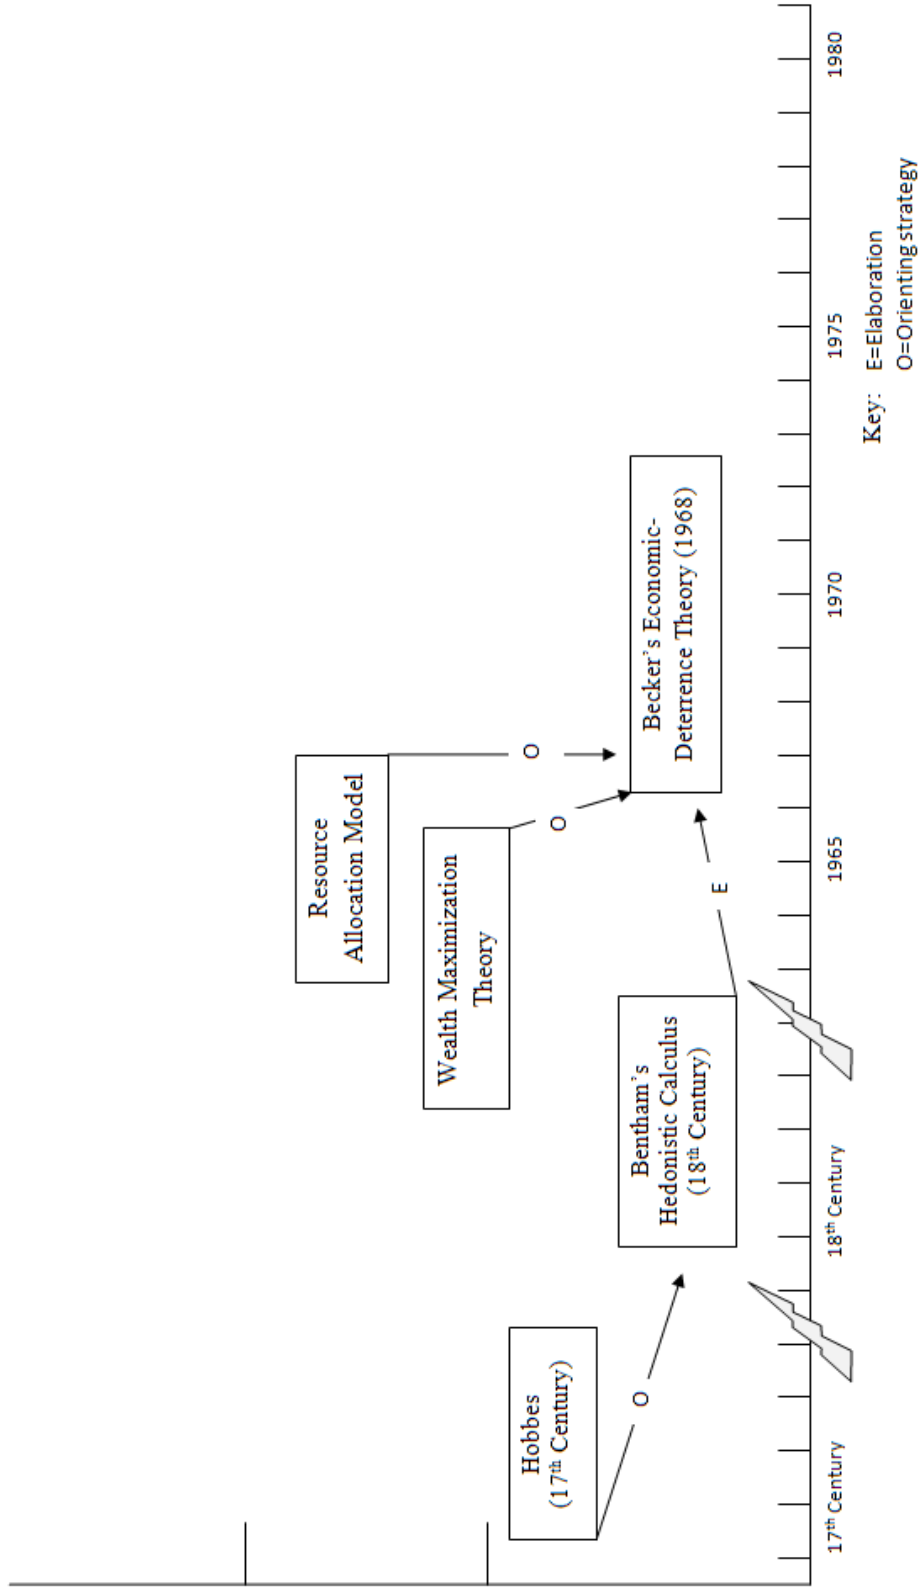 Resource
Allocation Model
Wealth Maximization
Theory
O
O
Hobbes
(17th Century)
O
Bentham's
Hedonistic Calculus
(18th Century)
E
Becker's Economic-
Deterrence Theory (1968)
17th Century
18th Century
1965
1970
1975
1980
Key: E=Elaboration
O=Orienting strategy